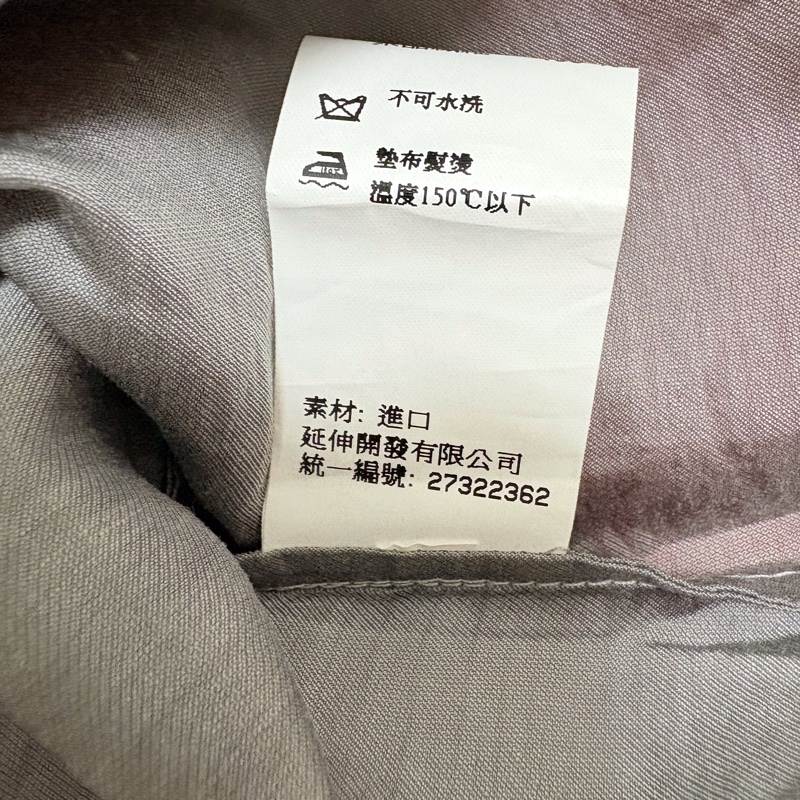 不可水洗
墊布熨燙
溫度150℃以下
素材: 進口
延伸開發有限公司
統一編號: 27322362